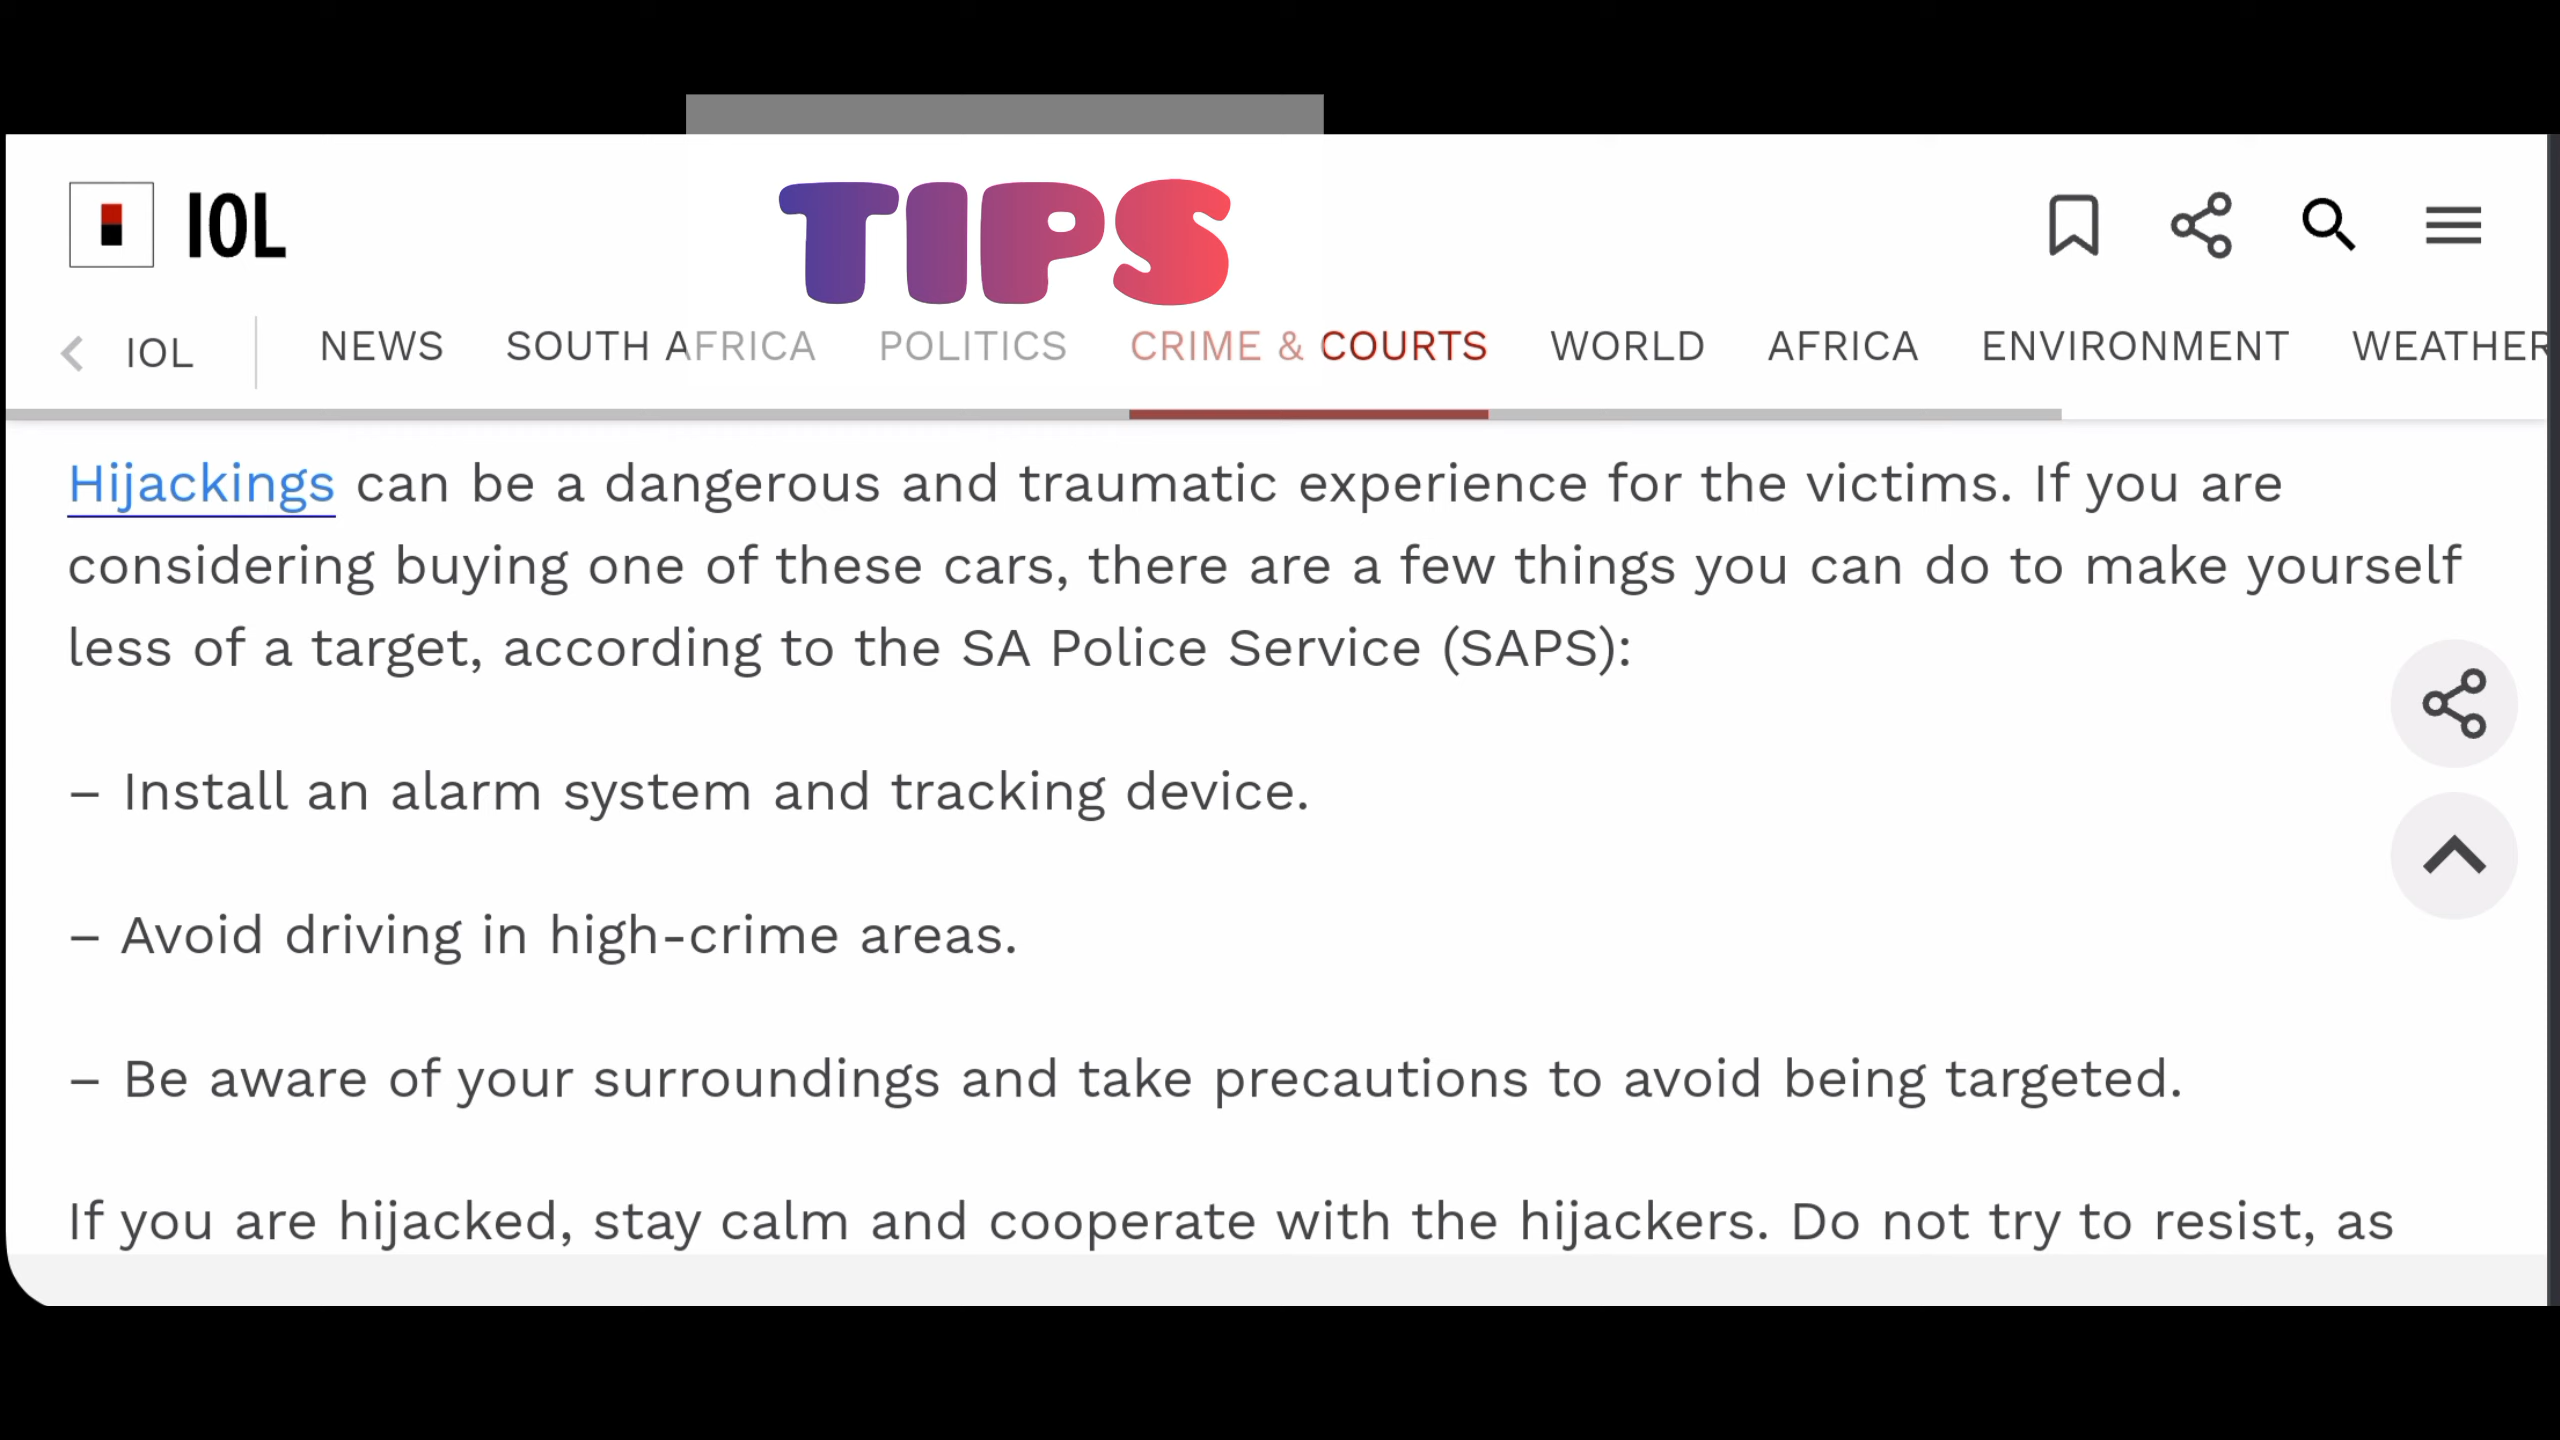 IOL
TIPS
IOL
NEWS SOUTH AFRICA POLITICS CRIME & COURTS WORLD AFRICA ENVIRONMENT WEATHER
Hijackings can be a dangerous and traumatic experience for the victims. If you are
considering buying one of these cars, there are a few things you can do to make yourself
less of a target, according to the SA Police Service (SAPS):
– Install an alarm system and tracking device.
– Avoid driving in high-crime areas.
– Be aware of your surroundings and take precautions to avoid being targeted.
If you are hijacked, stay calm and cooperate with the hijackers. Do not try to resist, as